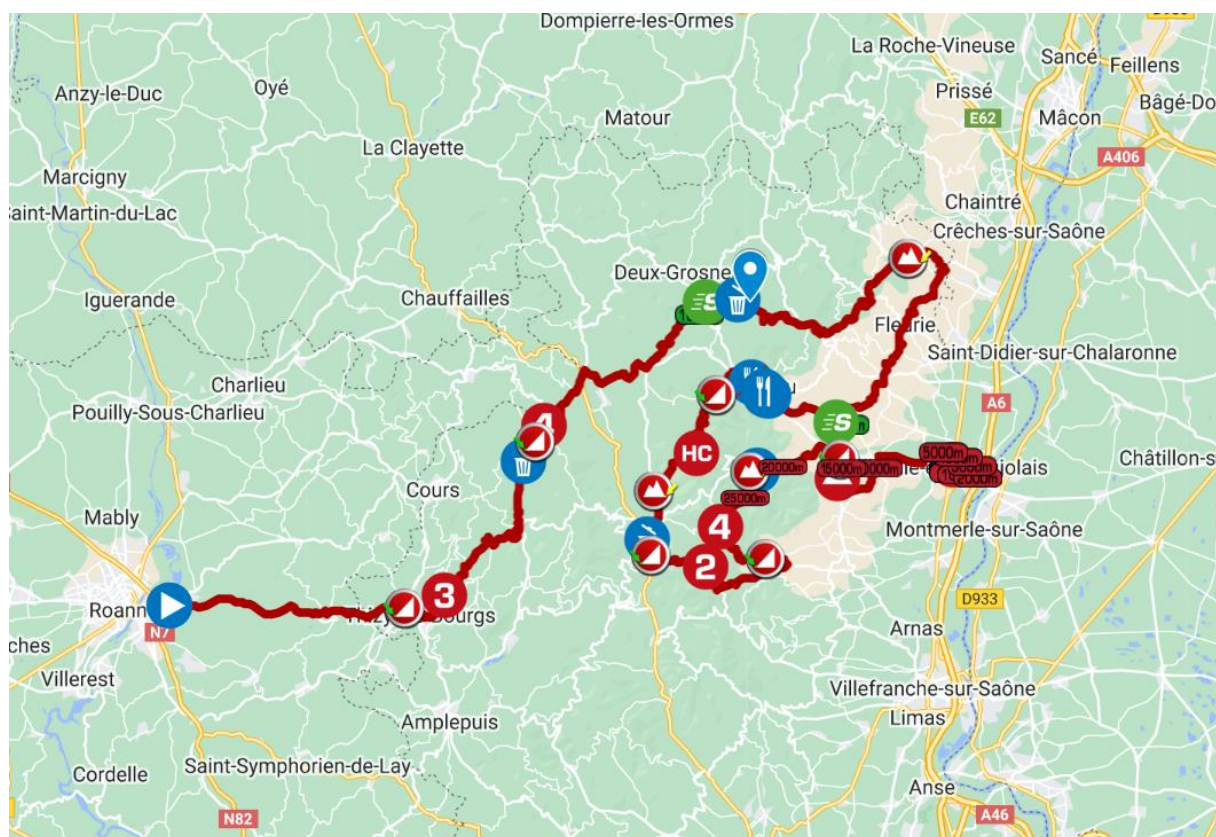 Dompierre-les-Ormes
La Roche-Vineuse
Sancé
Feillens
Oyé
Anzy-le-Duc
Prissé
E62
Mâcon
Bâgé-Do
Matour
La Clayette
A406
Marcigny
Saint-Martin-du-Lac
Chaintré
Crêches-sur-Saône
Deux-Grosne
Iguerande
Chauffailles
S
Fleurie
Saint-Didier-sur-Chalaronne
Charlieu
Pouilly-Sous-Charlieu
A6
S
4
HC
5000m
20000m
15000m
2000m
Châtillon-s
25000m
Cours
Mably
4
Montmerle-sur-Saône
2
3
Roann
N7
D933
Arnas
Villerest
Villefranche-sur-Saône
Limas
Amplepuis
Cordelle
Saint-Symphorien-de-Lay
Anse
N82
A46